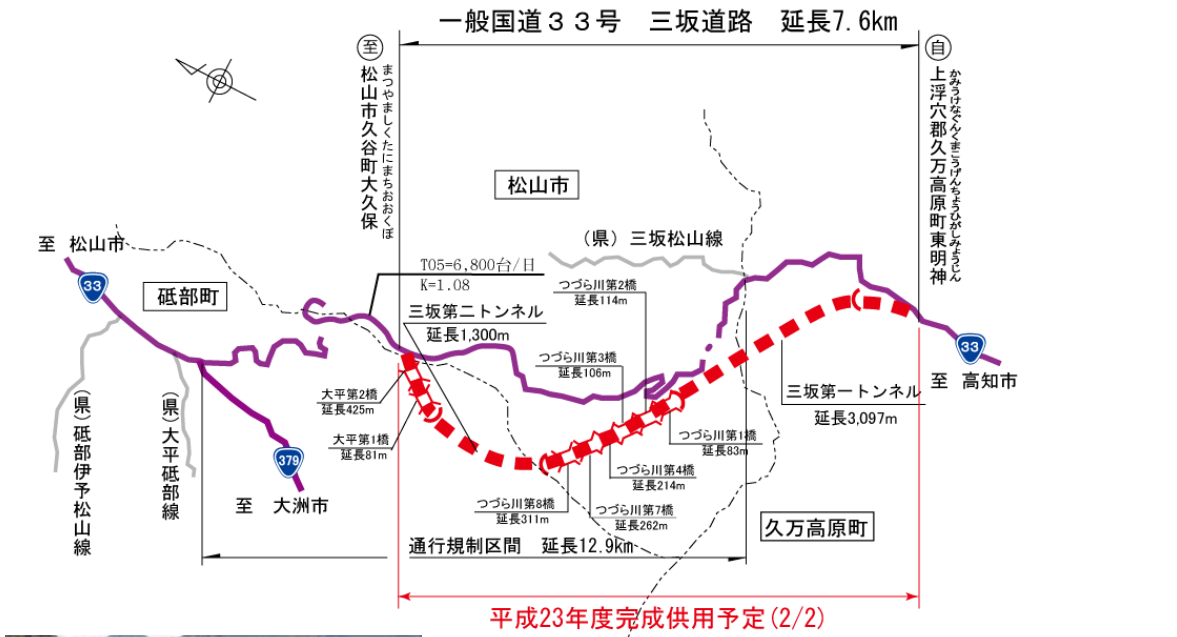 一般国道３３号　三坂道路　延長7.6km
至
松山市久谷町大久保
まつやましくたにまちおおくぼ
自
上浮穴郡久万高原町東明神
かみうけなぐんくまこうげんちょうひがしみょうじん
松山市
（県）三坂松山線
至　松山市
33
砥部町
T05=6,800台/日
K=1.08
つづら川第2橋
延長114m
三坂第二トンネル
延長1,300m
つづら川第3橋
延長106m
33
至　高知市
大平第2橋
延長425m
三坂第一トンネル
延長3,097m
（県）砥部伊予松山線
（県）大平砥部線
大平第1橋
延長81m
つづら川第1橋
延長83m
379
つづら川第4橋
延長214m
至　大洲市
つづら川第8橋
延長311m
つづら川第7橋
延長262m
久万高原町
通行規制区間　延長12.9km
平成23年度完成供用予定(2/2)